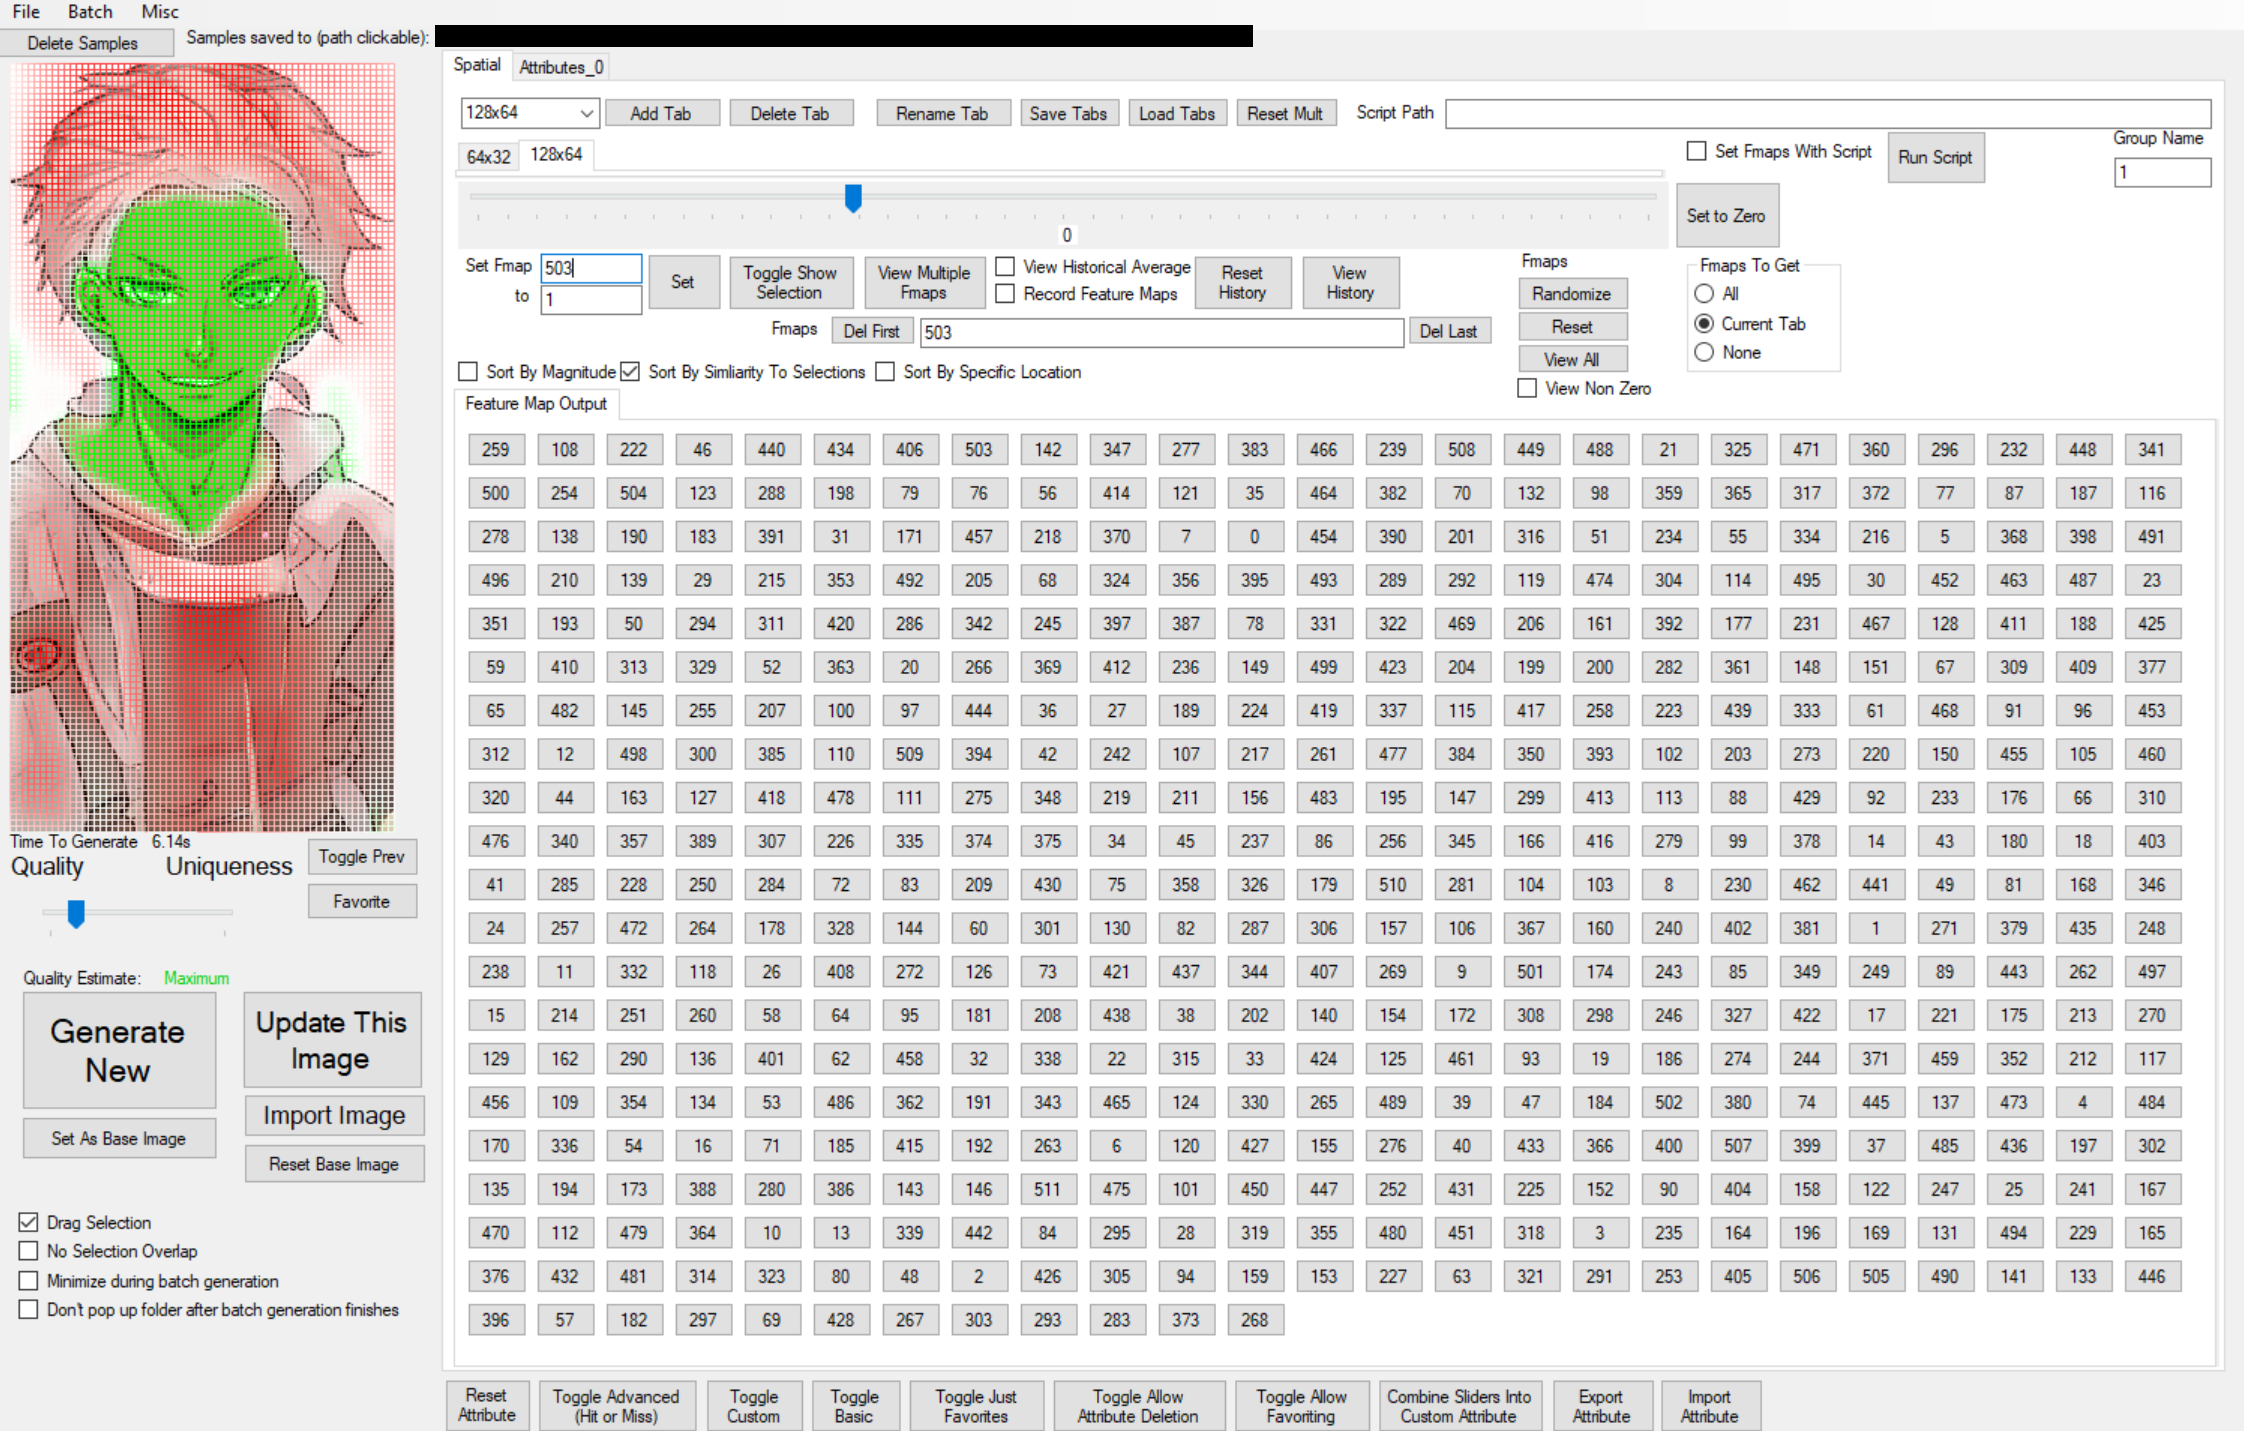 File Batch Misc
Delete Samples Samples saved to (path clickable):
Spatial Attributes_0
128x64 Add Tab Delete Tab Rename Tab Save Tabs Load Tabs Reset Mult Script Path
64x32 128x64 Set Fmaps With Script Run Script Group Name
1
0
Set to Zero
Set Fmap 503
to 1
Set
Toggle Show Selection
View Multiple Fmaps
View Historical Average
Record Feature Maps
Reset History
View History
Fmaps
Randomize
Reset
View All
View Non Zero
Fmaps To Get
All
Current Tab
None
Fmaps Del First 503 Del Last
Sort By Magnitude Sort By Simliarity To Selections Sort By Specific Location
Feature Map Output
259 108 222 46 440 434 406 503 142 347 277 383 466 239 508 449 488 21 325 471 360 296 232 448 341
500 254 504 123 288 198 79 76 56 414 121 35 464 382 70 132 98 359 365 317 372 77 87 187 116
278 138 190 183 391 31 171 457 218 370 7 0 454 390 201 316 51 234 55 334 216 5 368 398 491
496 210 139 29 215 353 492 205 68 324 356 395 493 289 292 119 474 304 114 495 30 452 463 487 23
351 193 50 294 311 420 286 342 245 397 387 78 331 322 469 206 161 392 177 231 467 128 411 188 425
59 410 313 329 52 363 20 266 369 412 236 149 499 423 204 199 200 282 361 148 151 67 309 409 377
65 482 145 255 207 100 97 444 36 27 189 224 419 337 115 417 258 223 439 333 61 468 91 96 453
312 12 498 300 385 110 509 394 42 242 107 217 261 477 384 350 393 102 203 273 220 150 455 105 460
320 44 163 127 418 478 111 275 348 219 211 156 483 195 147 299 413 113 88 429 92 233 176 66 310
476 340 357 389 307 226 335 374 375 34 45 237 86 256 345 166 416 279 99 378 14 43 180 18 403
41 285 228 250 284 72 83 209 430 75 358 326 179 510 281 104 103 8 230 462 441 49 81 168 346
24 257 472 264 178 328 144 60 301 130 82 287 306 157 106 367 160 240 402 381 1 271 379 435 248
238 11 332 118 26 408 272 126 73 421 437 344 407 269 9 501 174 243 85 349 249 89 443 262 497
15 214 251 260 58 64 95 181 208 438 38 202 140 154 172 308 298 246 327 422 17 221 175 213 270
129 162 290 136 401 62 458 32 338 22 315 33 424 125 461 93 19 186 274 244 371 459 352 212 117
456 109 354 134 53 486 362 191 343 465 124 330 265 489 39 47 184 502 380 74 445 137 473 4 484
170 336 54 16 71 185 415 192 263 6 120 427 155 276 40 433 366 400 507 399 37 485 436 197 302
135 194 173 388 280 386 143 146 511 475 101 450 447 252 431 225 152 90 404 158 122 247 25 241 167
470 112 479 364 10 13 339 442 84 295 28 319 355 480 451 318 3 235 164 196 169 131 494 229 165
376 432 481 314 323 80 48 2 426 305 94 159 153 227 63 321 291 253 405 506 505 490 141 133 446
396 57 182 297 69 428 267 303 293 283 373 268
Time To Generate 6.14s
Quality Uniqueness
Toggle Prev
Favorite
Quality Estimate: Maximum
Generate New
Update This Image
Import Image
Set As Base Image
Reset Base Image
Drag Selection
No Selection Overlap
Minimize during batch generation
Don't pop up folder after batch generation finishes
Reset Attribute
Toggle Advanced (Hit or Miss)
Toggle Custom
Toggle Basic
Toggle Just Favorites
Toggle Allow Attribute Deletion
Toggle Allow Favoriting
Combine Sliders Into Custom Attribute
Export Attribute
Import Attribute